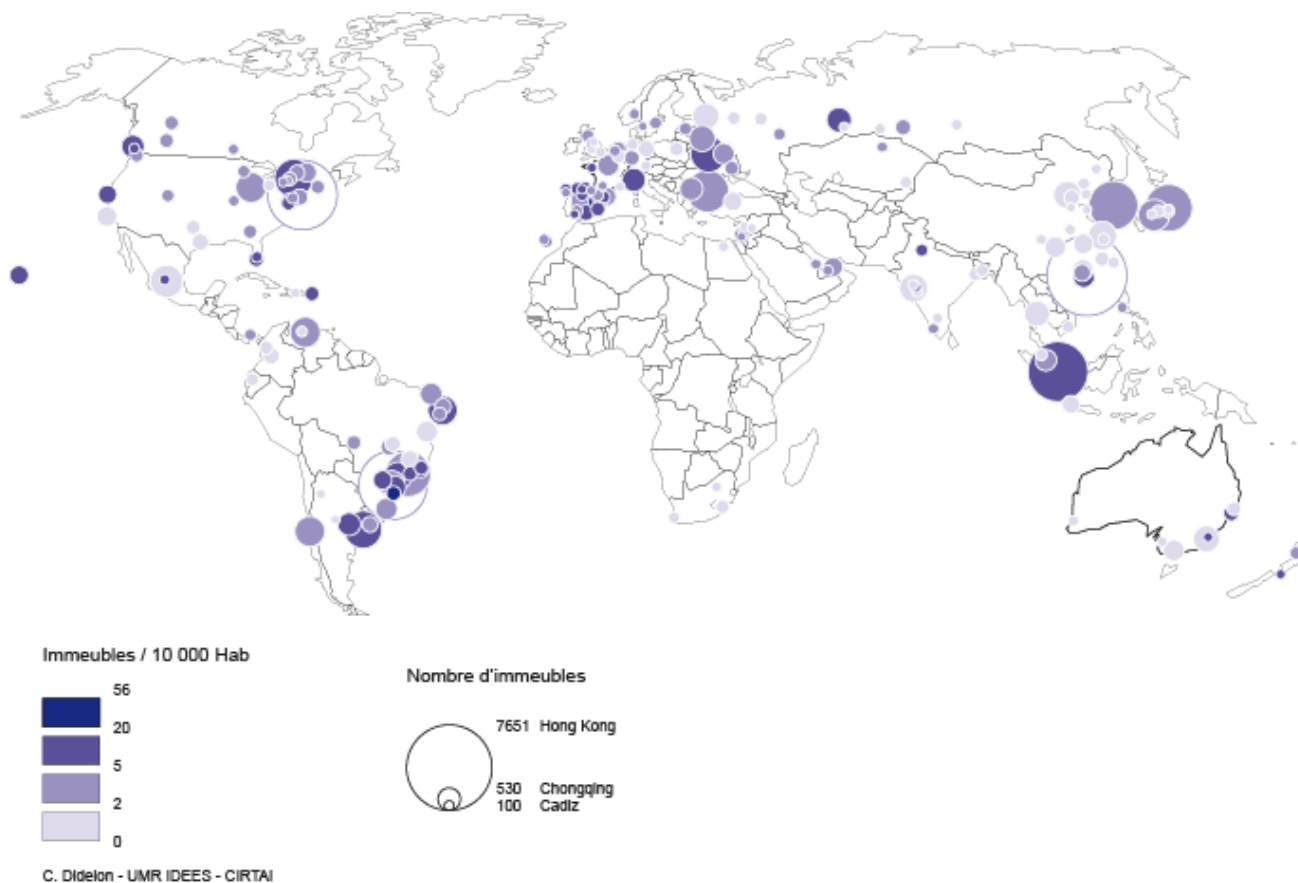 Immeubles / 10 000 Hab
56
20
5
2
0
Nombre d'immeubles
7651 Hong Kong
530 Chongqing
100 Cadiz
C. Didelon - UMR IDEES - CIRTAI